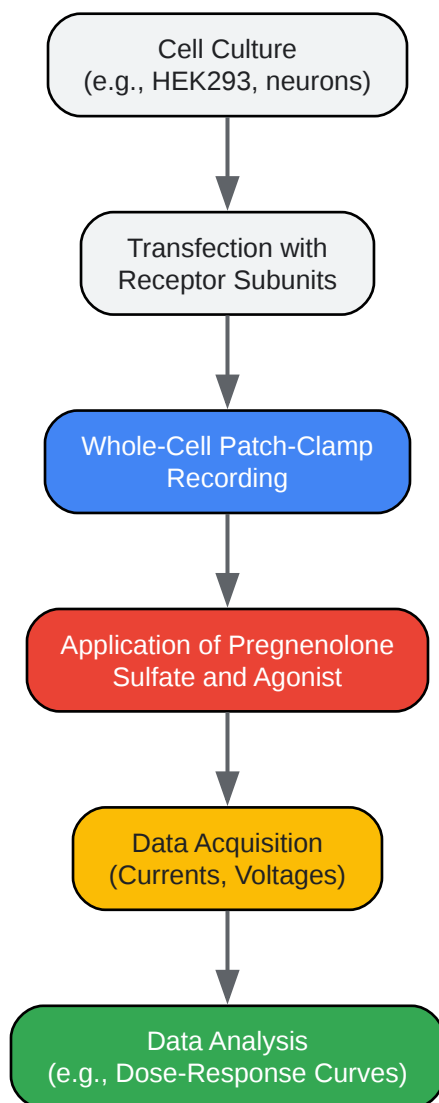 Cell Culture
(e.g., HEK293, neurons)
Transfection with
Receptor Subunits
Whole-Cell Patch-Clamp
Recording
Application of Pregnenolone
Sulfate and Agonist
Data Acquisition
(Currents, Voltages)
Data Analysis
(e.g., Dose-Response Curves)